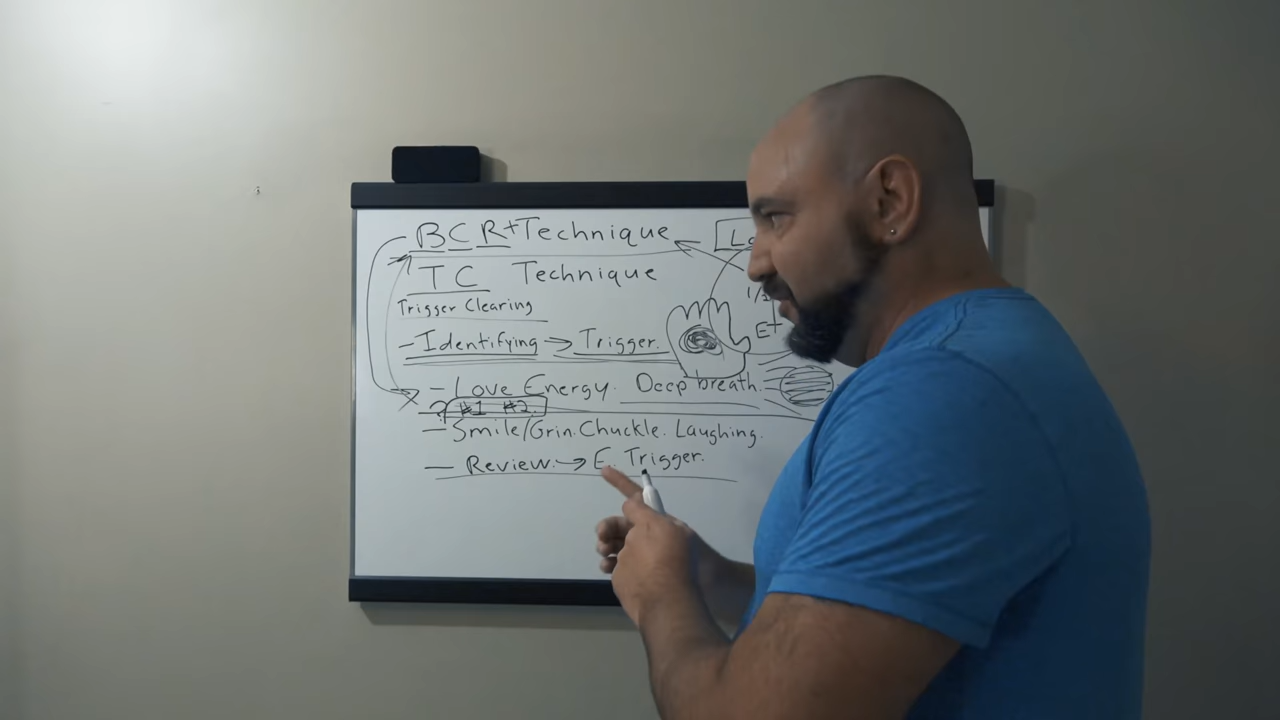 BCR+Technique
TC Technique
Trigger Clearing
-Identifying → Trigger.
E
- Love Energy. Deep breath.
? #1 #2.
- Smile/Grin. Chuckle. Laughing.
- Review. → E. Trigger.